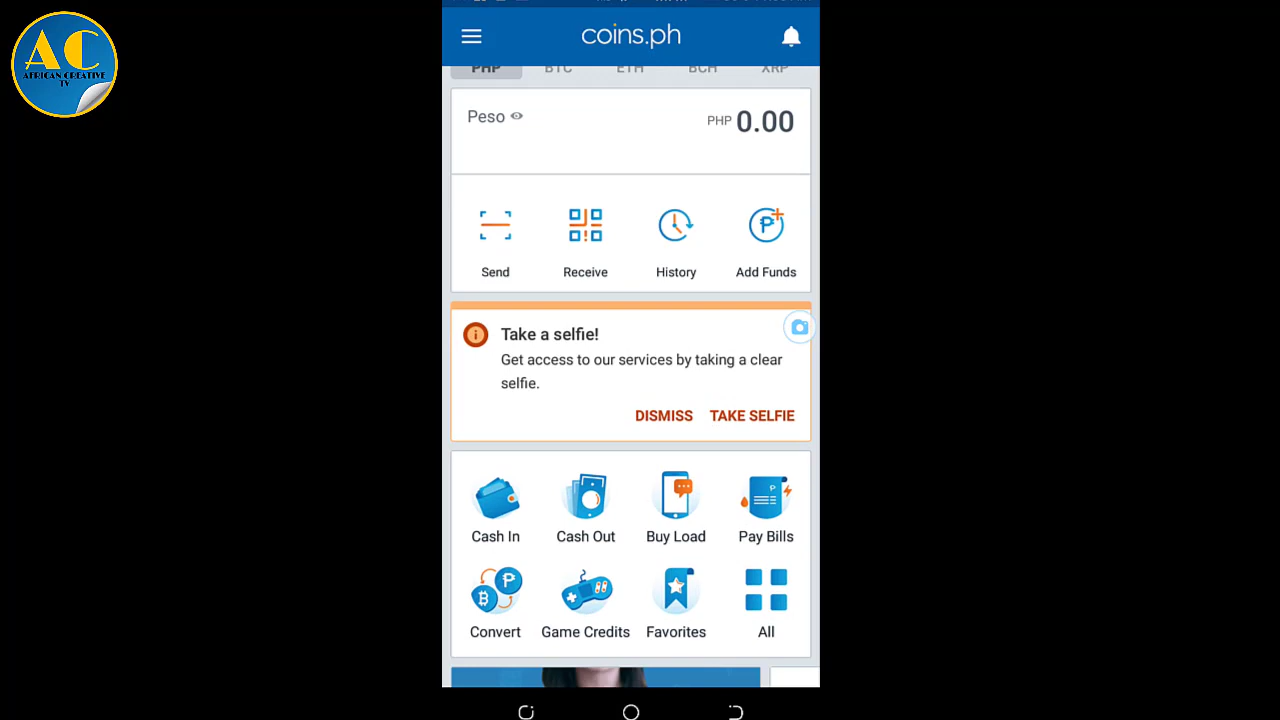 AC
AFRICAN CREATIVE
TV
coins.ph
PHP BTC ETH BCH XRP
Peso PHP 0.00
Send Receive History Add Funds
Take a selfie!
Get access to our services by taking a clear
selfie.
DISMISS TAKE SELFIE
Cash In Cash Out Buy Load Pay Bills
Convert Game Credits Favorites All